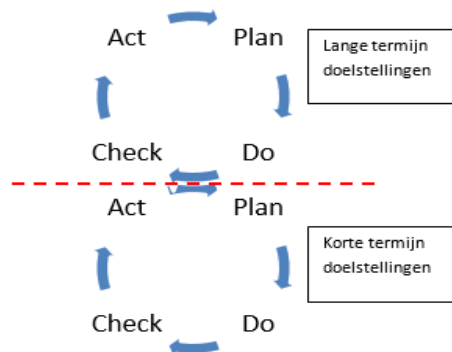 Act Plan
Lange termijn
doelstellingen
Check Do
Act Plan
Korte termijn
doelstellingen
Check Do